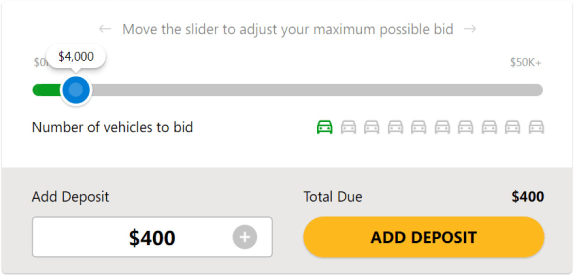 ← Move the slider to adjust your maximum possible bid →
$4,000
$50K+
Number of vehicles to bid
Add Deposit
Total Due $400
$400 +
ADD DEPOSIT